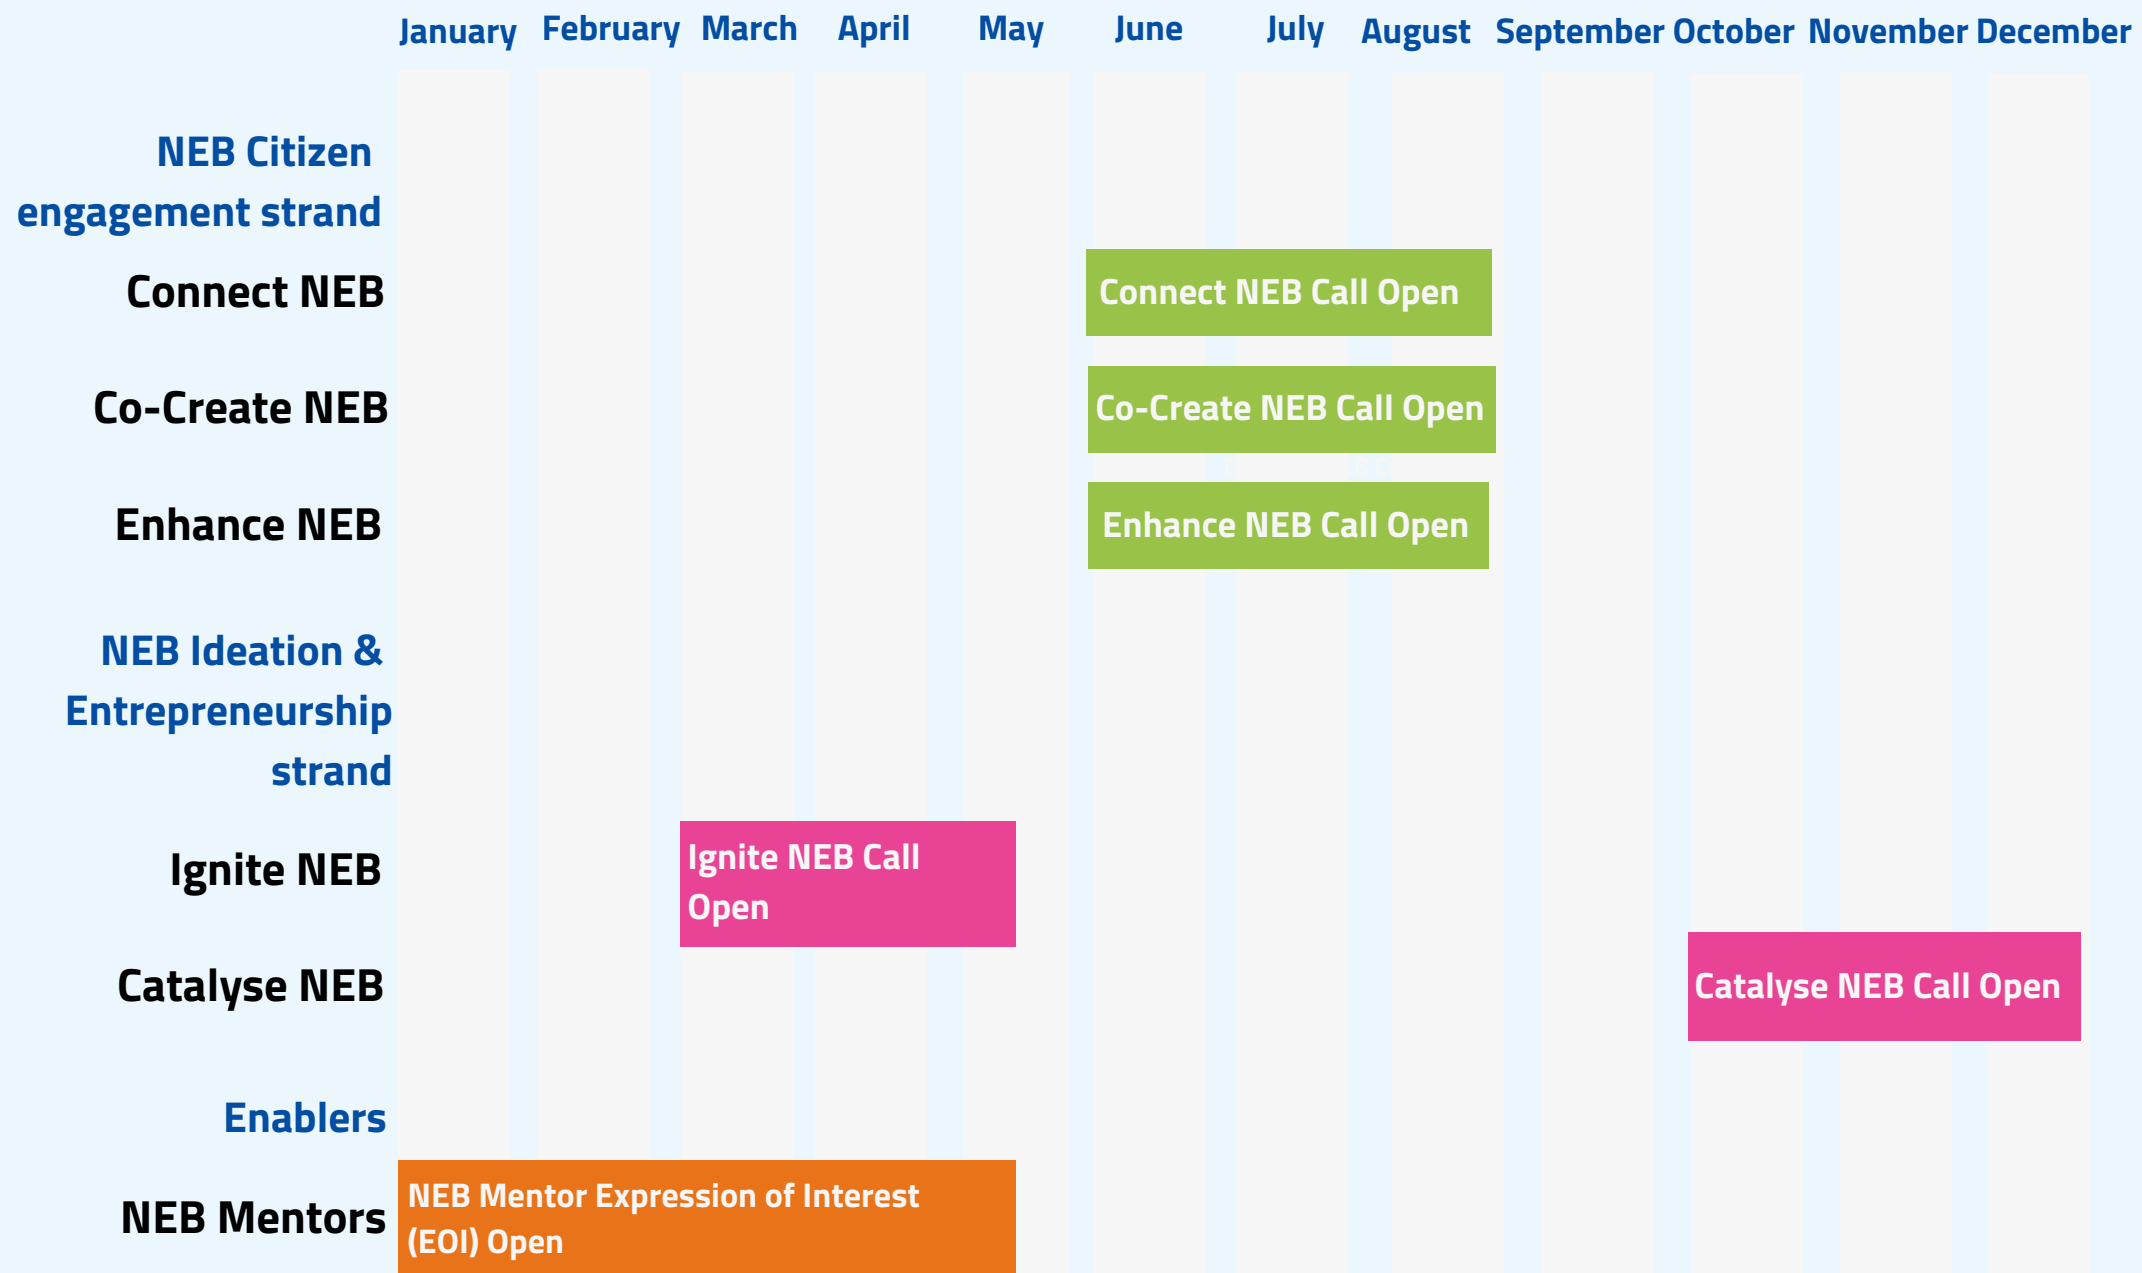 January February March April May June July August September October November December
NEB Citizen
engagement strand
Connect NEB
Connect NEB Call Open
Co-Create NEB
Co-Create NEB Call Open
Enhance NEB
Enhance NEB Call Open
NEB Ideation &
Entrepreneurship
strand
Ignite NEB
Ignite NEB Call
Open
Catalyse NEB
Catalyse NEB Call Open
Enablers
NEB Mentors
NEB Mentor Expression of Interest
(EOI) Open